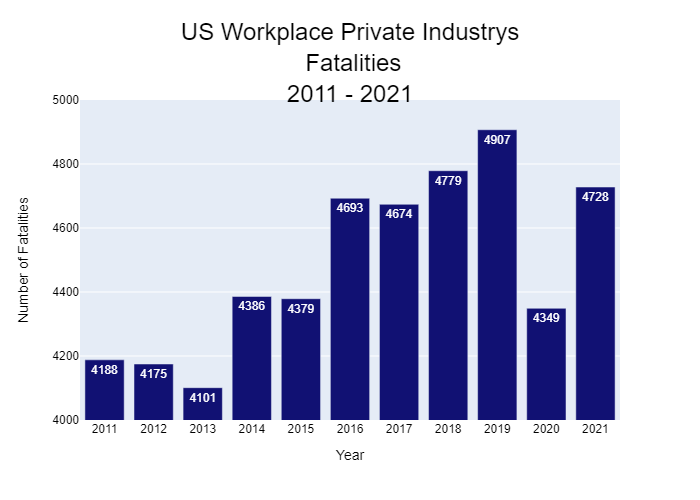 US Workplace Private Industrys
Fatalities
2011 - 2021
5000
4800
4600
4400
4200
4000
Number of Fatalities
4188
4175
4101
4386
4379
4693
4674
4779
4907
4349
4728
2011 2012 2013 2014 2015 2016 2017 2018 2019 2020 2021
Year